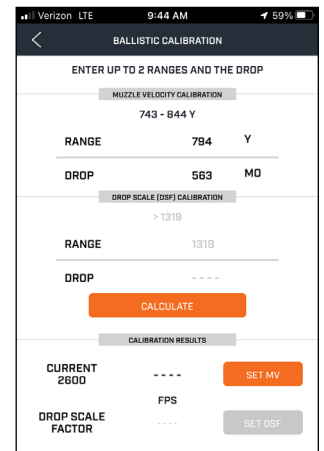 Verizon LTE 9:44 AM 59%
BALLISTIC CALIBRATION
ENTER UP TO 2 RANGES AND THE DROP
MUZZLE VELOCITY CALIBRATION
743 - 844 Y
RANGE 794 Y
DROP 563 MO
DROP SCALE (DSF) CALIBRATION
> 1319
RANGE 1319
DROP ----
CALCULATE
CALIBRATION RESULTS
CURRENT
2600 ---- SET MV
FPS
DROP SCALE
FACTOR ---- SET DSF